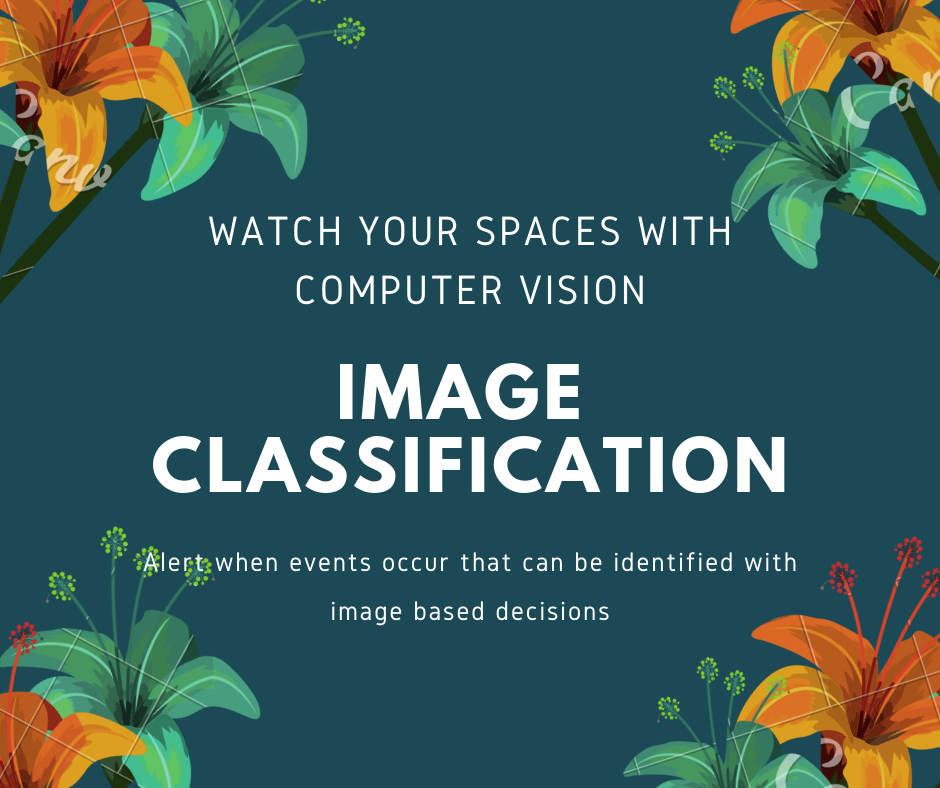 WATCH YOUR SPACES WITH
COMPUTER VISION
IMAGE
CLASSIFICATION
Alert when events occur that can be identified with
image based decisions